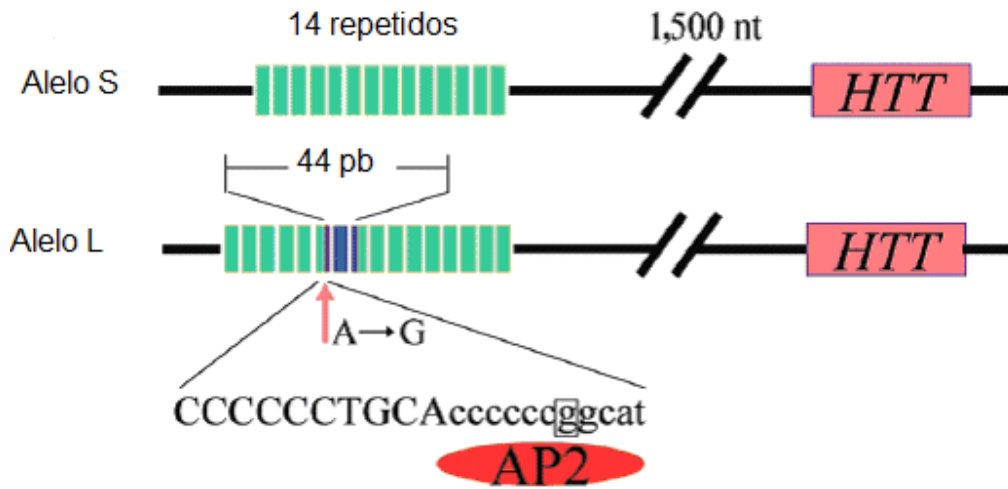 14 repetidos
1,500 nt
Alelo S
HTT
44 pb
Alelo L
HTT
A→G
CCCCCCTGCAccccccggcat
AP2